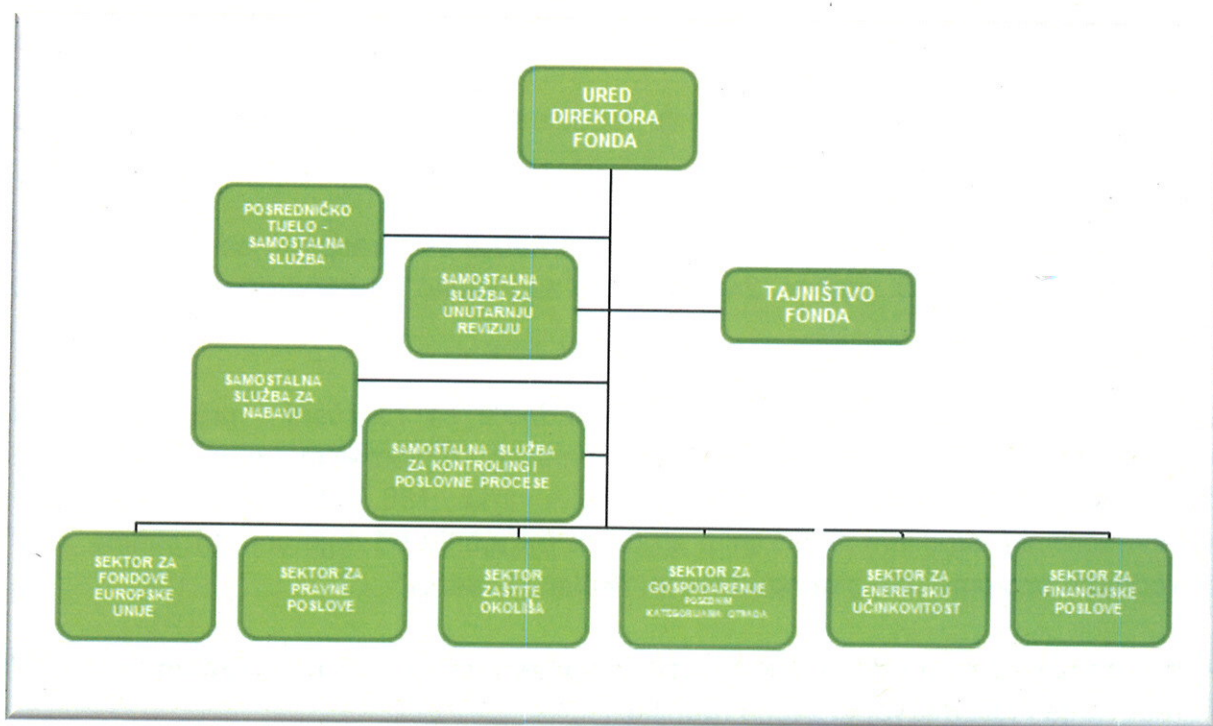 URED
DIREKTORA
FONDA
POSREDNIČKO
TIJELO -
SAMOSTALNA
SLUŽBA
SAMOSTALNA
SLUŽBA ZA
UNUTARNJU
REVIZIJU
TAJNIŠTVO
FONDA
SAMOSTALNA
SLUŽBA ZA
NABAVU
SAMOSTALNA SLUŽBA
ZA KONTROLING I
POSLOVNE PROCESE
SEKTOR ZA
FONDOVE
EUROPSKE
UNIJE
SEKTOR ZA
PRAVNE
POSLOVE
SEKTOR
ZAŠTITE
OKOLIŠA
SEKTOR ZA
GOSPODARENJE
POSEBNIM
KATEGORIJAMA OTPADA
SEKTOR ZA
ENERETSKU
UČINKOVITOST
SEKTOR ZA
FINANCIJSKE
POSLOVE